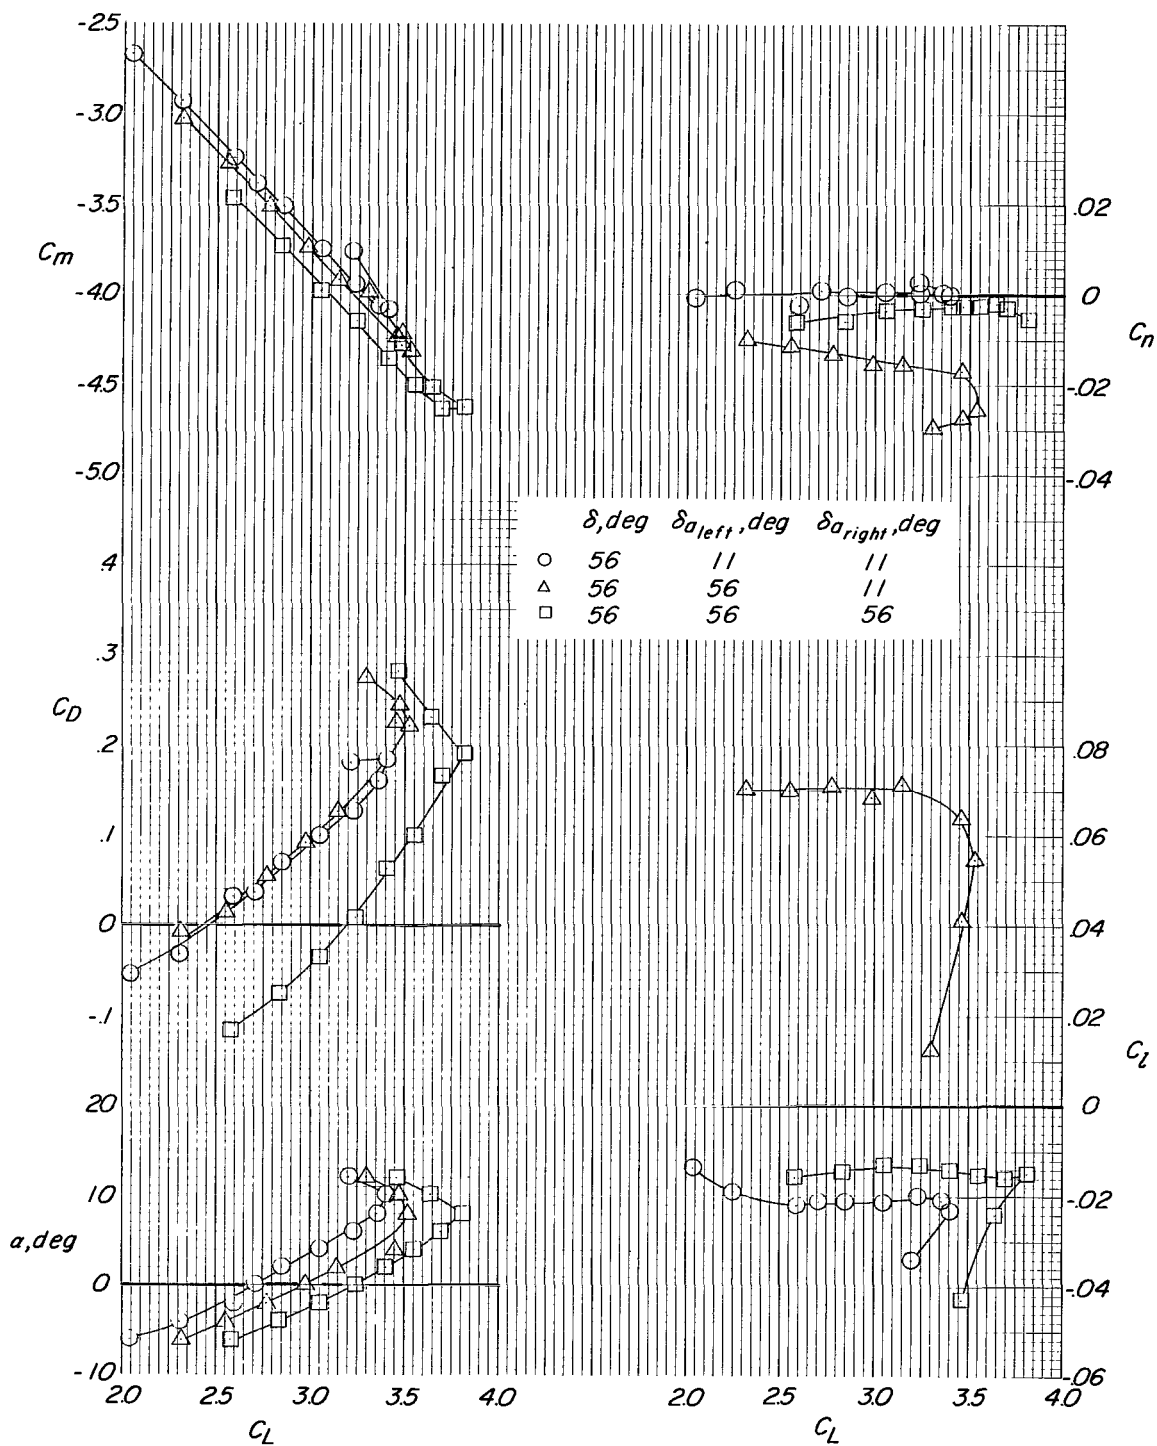 -2.5
-3.0
-3.5
Cm
-4.0
-4.5
-5.0
.02
0
Cn
-.02
-.04
δ, deg δa left, deg δa right, deg
56 11 11
56 56 11
56 56 56
.4
.3
CD
.2
.1
0
-.1
.08
.06
.04
.02
Cl
0
-.02
-.04
-.06
20
10
α, deg
0
-10
2.0 2.5 3.0 3.5 4.0
CL
2.0 2.5 3.0 3.5 4.0
CL